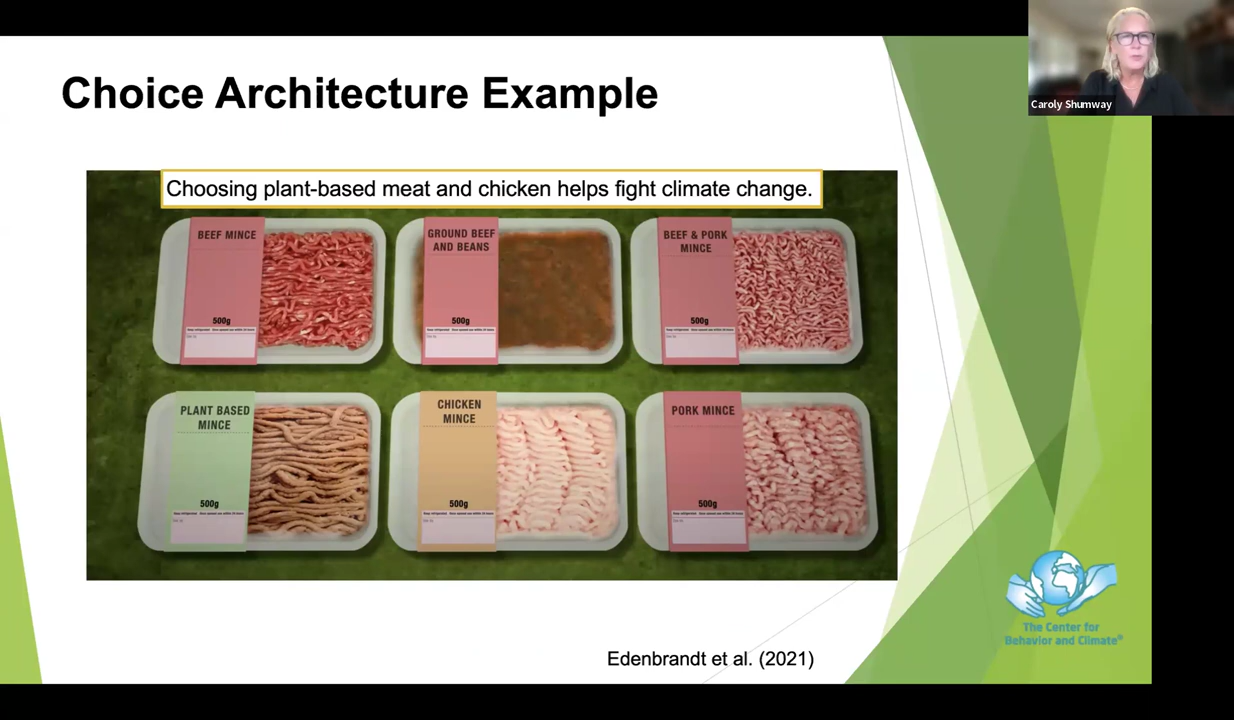 Caroly Shumway
Choice Architecture Example
Choosing plant-based meat and chicken helps fight climate change.
BEEF MINCE
500g
GROUND BEEF
AND BEANS
500g
BEEF & PORK
MINCE
500g
PLANT BASED
MINCE
500g
CHICKEN
MINCE
500g
PORK MINCE
500g
The Center for
Behavior and Climate®
Edenbrandt et al. (2021)